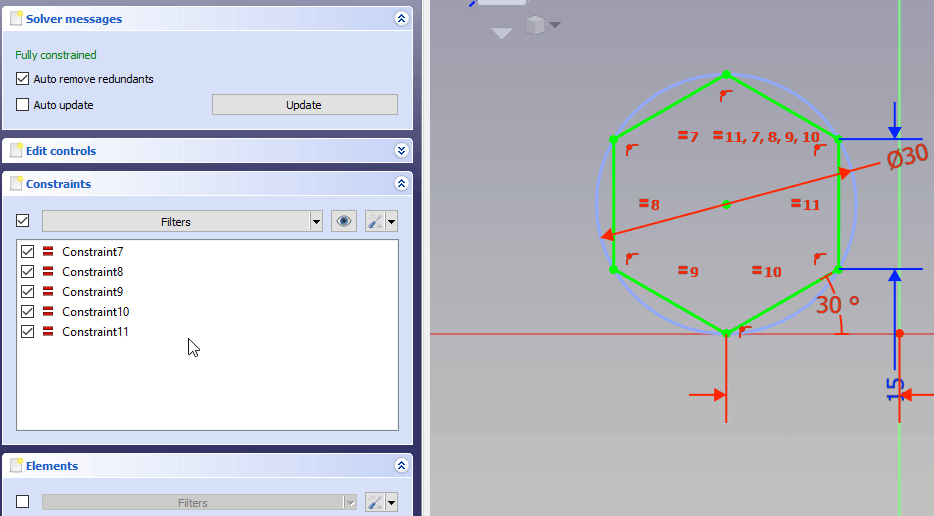 Solver messages
Fully constrained
Auto remove redundants
Auto update
Update
Edit controls
Constraints
Filters
Constraint7
Constraint8
Constraint9
Constraint10
Constraint11
Elements
Filters
=7 =11, 7, 8, 9, 10
Ø30
=8
=11
=9
=10
30 °
15